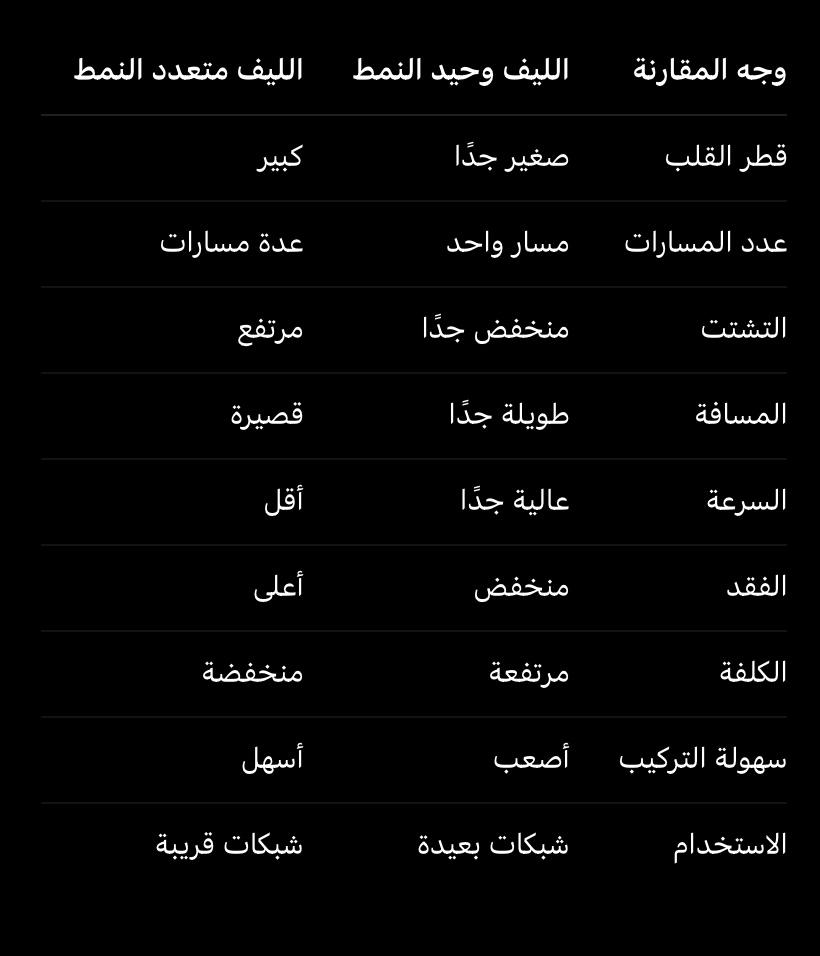 وجه المقارنة الليف وحيد النمط الليف متعدد النمط
قطر القلب صغير جدًا كبير
عدد المسارات مسار واحد عدة مسارات
التشتت منخفض جدًا مرتفع
المسافة طويلة جدًا قصيرة
السرعة عالية جدًا أقل
الفقد منخفض أعلى
الكلفة مرتفعة منخفضة
سهولة التركيب أصعب أسهل
الاستخدام شبكات بعيدة شبكات قريبة